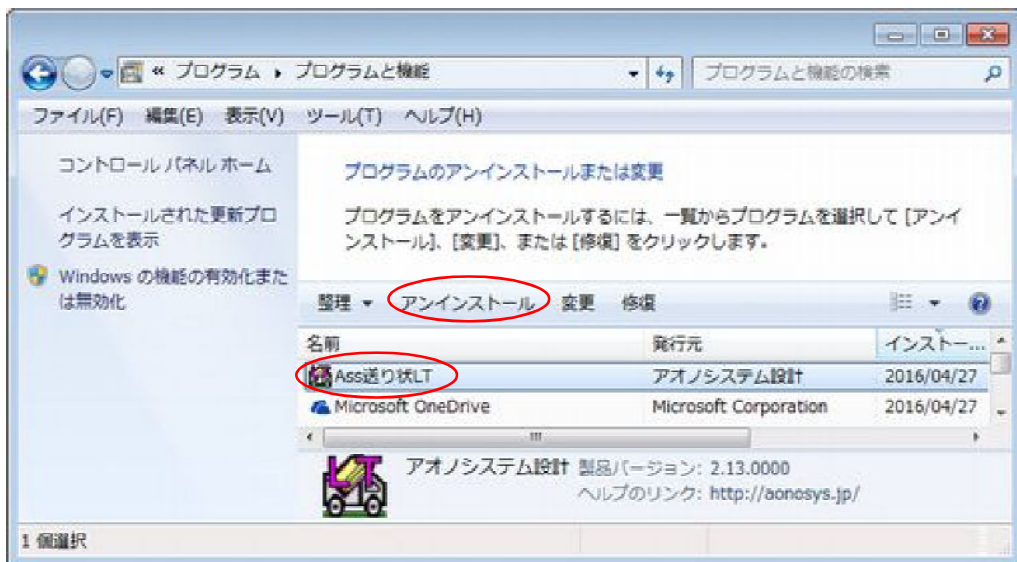 « プログラム ▸ プログラムと機能
プログラムと機能の検索
ファイル(F) 編集(E) 表示(V) ツール(T) ヘルプ(H)
コントロール パネル ホーム
インストールされた更新プロ
グラムを表示
Windows の機能の有効化また
は無効化
プログラムのアンインストールまたは変更
プログラムをアンインストールするには、一覧からプログラムを選択して [アンイ
ンストール]、[変更]、または [修復] をクリックします。
整理 ▼ アンインストール 変更 修復
名前 発行元 インストー...
Ass送り状LT アオノシステム設計 2016/04/27
Microsoft OneDrive Microsoft Corporation 2016/04/27
LT
アオノシステム設計 製品バージョン: 2.13.0000
ヘルプのリンク: http://aonosys.jp/
1 個選択